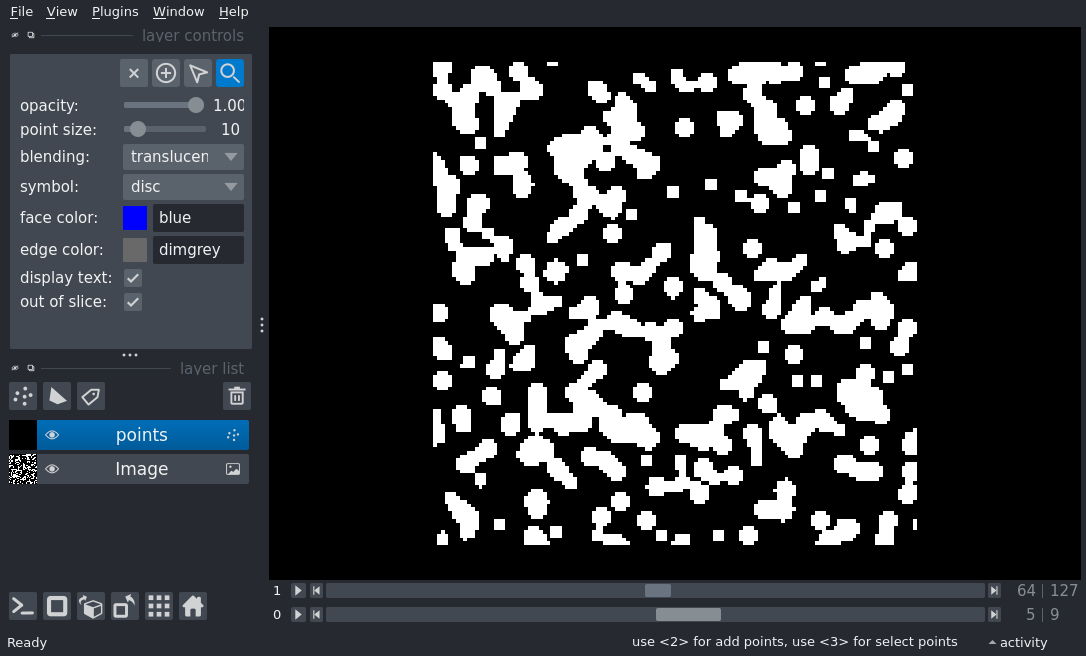 File View Plugins Window Help
layer controls
opacity: 1.00
point size: 10
blending: translucen
symbol: disc
face color: blue
edge color: dimgrey
display text:
out of slice:
layer list
points
Image
1 64 | 127
0 5 | 9
Ready use <2> for add points, use <3> for select points activity